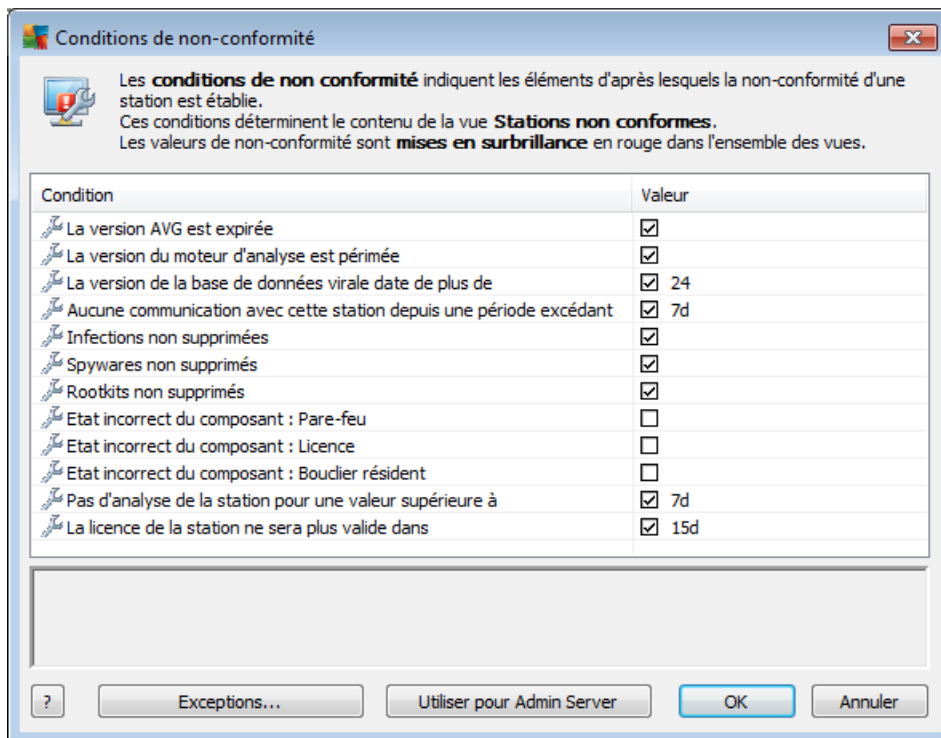 Conditions de non-conformité
Les conditions de non conformité indiquent les éléments d'après lesquels la non-conformité d'une
station est établie.
Ces conditions déterminent le contenu de la vue Stations non conformes.
Les valeurs de non-conformité sont mises en surbrillance en rouge dans l'ensemble des vues.
Condition Valeur
La version AVG est expirée
La version du moteur d'analyse est périmée
La version de la base de données virale date de plus de 24
Aucune communication avec cette station depuis une période excédant 7d
Infections non supprimées
Spywares non supprimés
Rootkits non supprimés
Etat incorrect du composant : Pare-feu
Etat incorrect du composant : Licence
Etat incorrect du composant : Bouclier résident
Pas d'analyse de la station pour une valeur supérieure à 7d
La licence de la station ne sera plus valide dans 15d
? Exceptions... Utiliser pour Admin Server OK Annuler